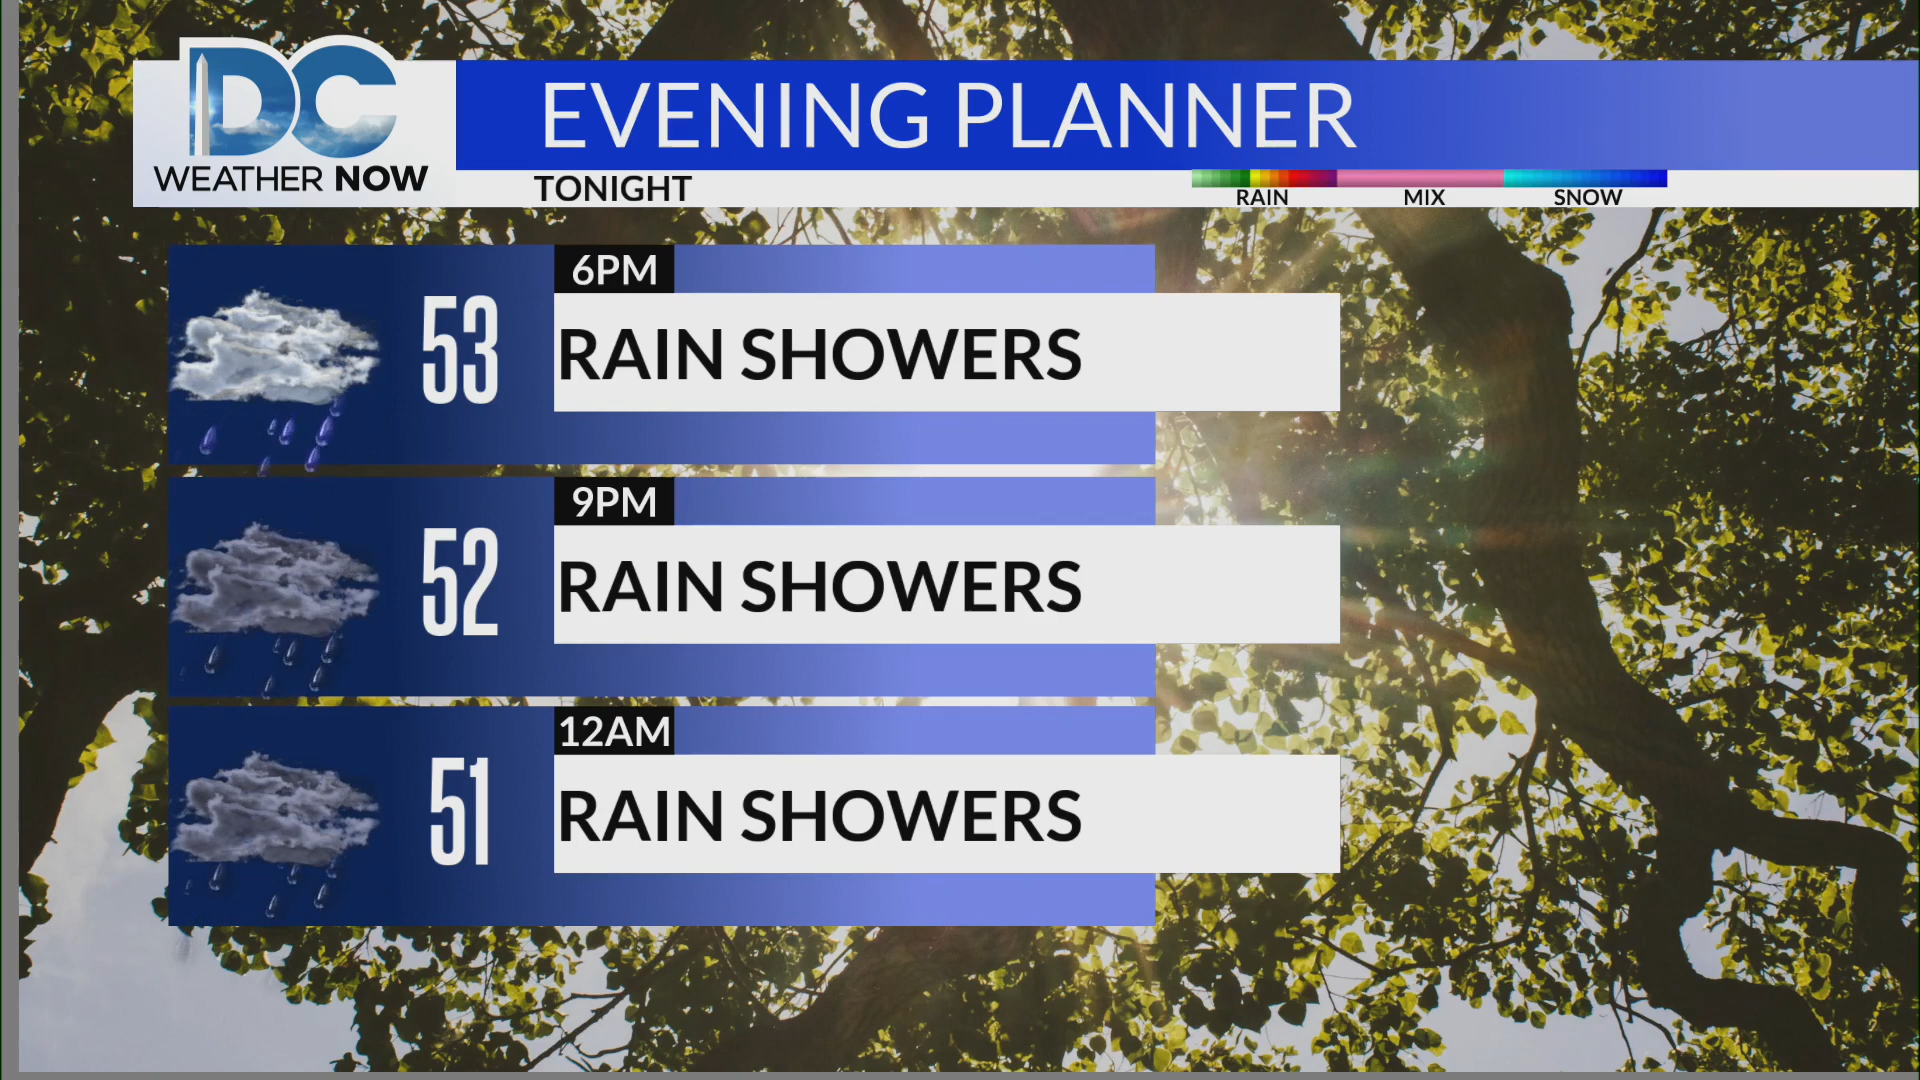 DC
WEATHER NOW
EVENING PLANNER
TONIGHT
RAIN MIX SNOW
6PM
53
RAIN SHOWERS
9PM
52
RAIN SHOWERS
12AM
51
RAIN SHOWERS